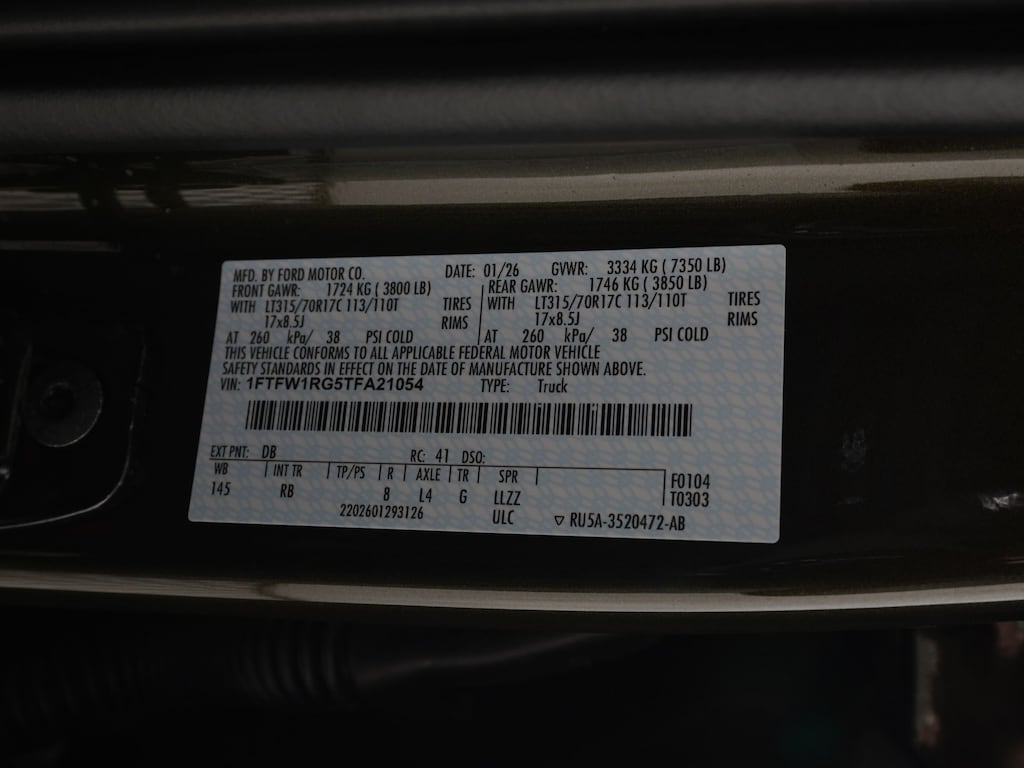 MFD. BY FORD MOTOR CO. DATE: 01/26 GVWR: 3334 KG ( 7350 LB)
FRONT GAWR: 1724 KG ( 3800 LB) REAR GAWR: 1746 KG ( 3850 LB)
WITH LT315/70R17C 113/110T TIRES WITH LT315/70R17C 113/110T TIRES
17x8.5J RIMS 17x8.5J RIMS
AT 260 kPa/ 38 PSI COLD AT 260 kPa/ 38 PSI COLD
THIS VEHICLE CONFORMS TO ALL APPLICABLE FEDERAL MOTOR VEHICLE
SAFETY STANDARDS IN EFFECT ON THE DATE OF MANUFACTURE SHOWN ABOVE.
VIN: 1FTFW1RG5TFA21054 TYPE: Truck
EXT PNT: DB RC: 41 DSO:
WB INT TR TP/PS R AXLE TR SPR F0104
145 RB 8 L4 G LLZZ T0303
2202601293126 ULC ▽ RU5A-3520472-AB